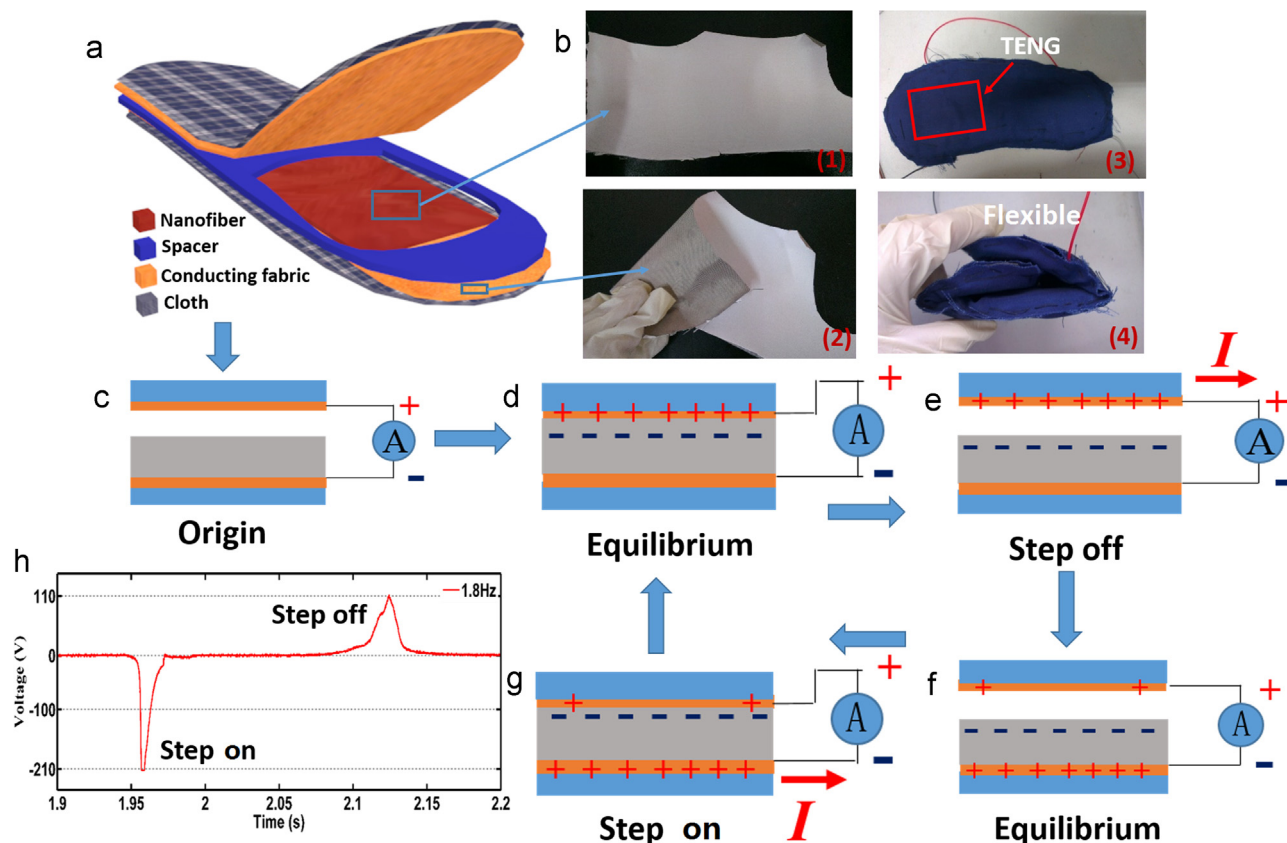 a
Nanofiber
Spacer
Conducting fabric
Cloth
b
(1)
(2)
TENG
(3)
Flexible
(4)
c
+
A
-
Origin
d
+ + + + + + +
- - - - - - -
+
A
-
Equilibrium
e
I
+ + + + + + +
- - - - - - -
+
A
-
Step off
h
110
0
-100
-210
Voltage (V)
1.8Hz
Step off
Step on
1.9 1.95 2 2.05 2.1 2.15 2.2
Time (s)
g
+ +
- - - - - - -
+ + + + + + +
+
A
-
I
Step on
f
+ +
- - - - - - -
+ + + + + + +
+
A
-
Equilibrium